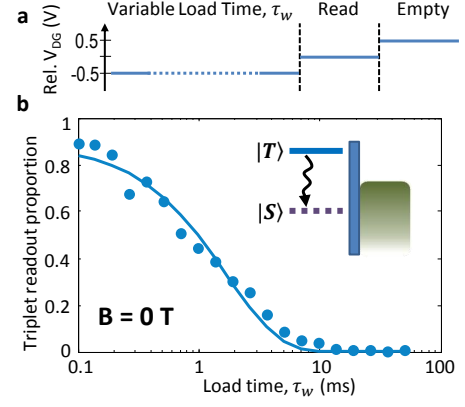 a
Variable Load Time, τw
Read
Empty
Rel. VDG (V)
0.5
0
-0.5
b
Triplet readout proportion
1
0.8
0.6
0.4
0.2
0
|T⟩
|S⟩
B = 0 T
0.1
1
10
100
Load time, τw (ms)